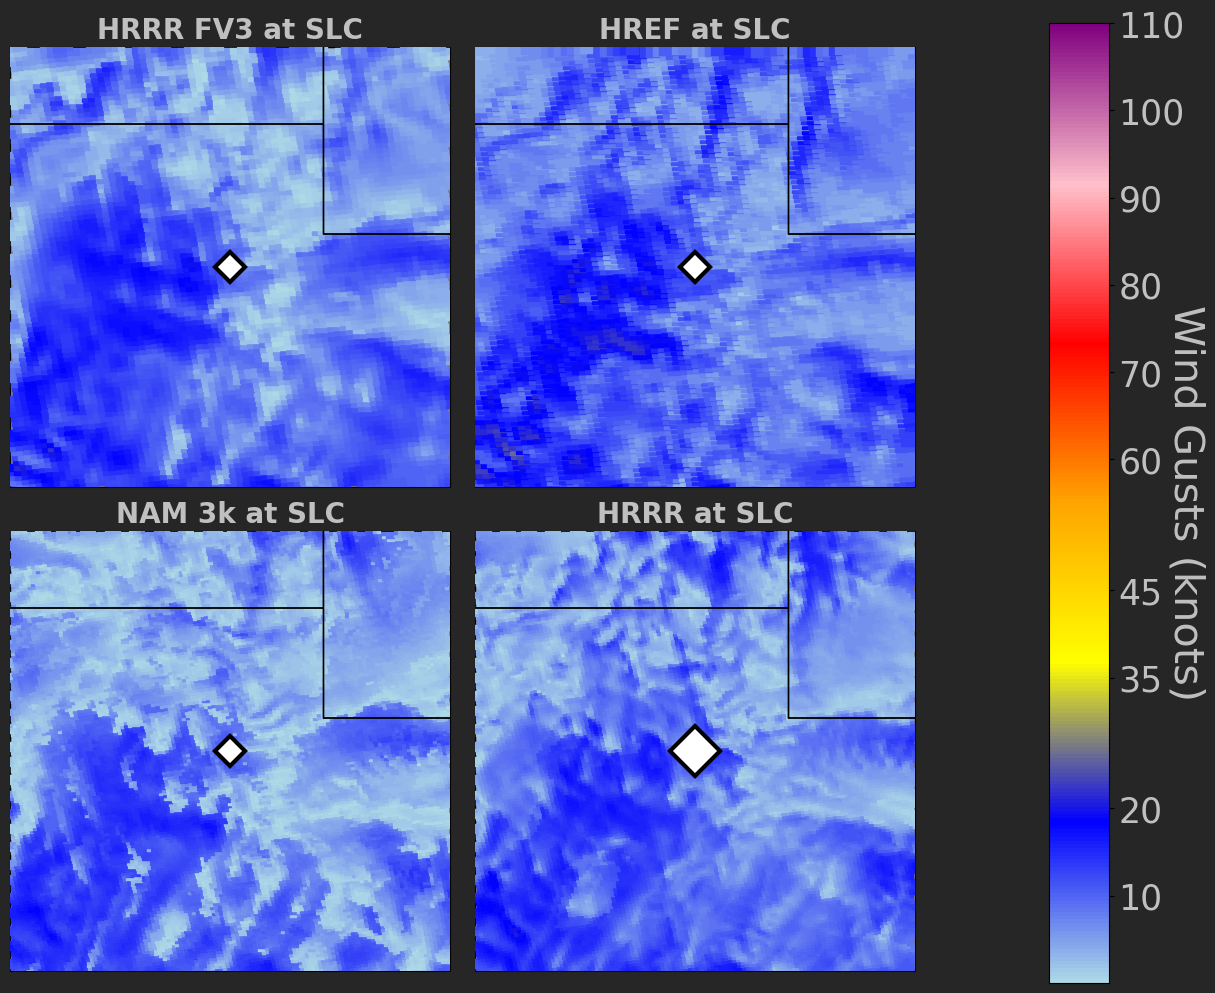 HRRR FV3 at SLC
HREF at SLC
NAM 3k at SLC
HRRR at SLC
110
100
90
80
70
60
45
35
20
10
Wind Gusts (knots)